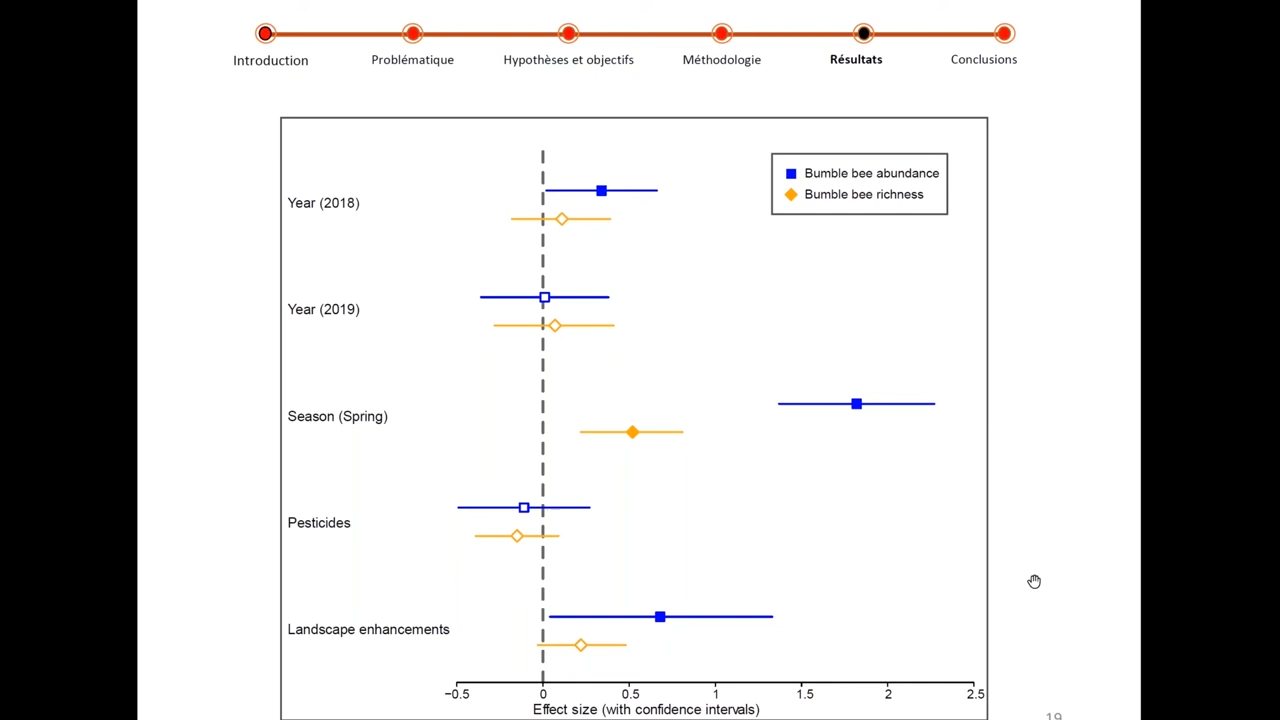 Introduction Problématique Hypothèses et objectifs Méthodologie Résultats Conclusions
Bumble bee abundance
Bumble bee richness
Year (2018)
Year (2019)
Season (Spring)
Pesticides
Landscape enhancements
−0.5 0 0.5 1 1.5 2 2.5
Effect size (with confidence intervals)
19